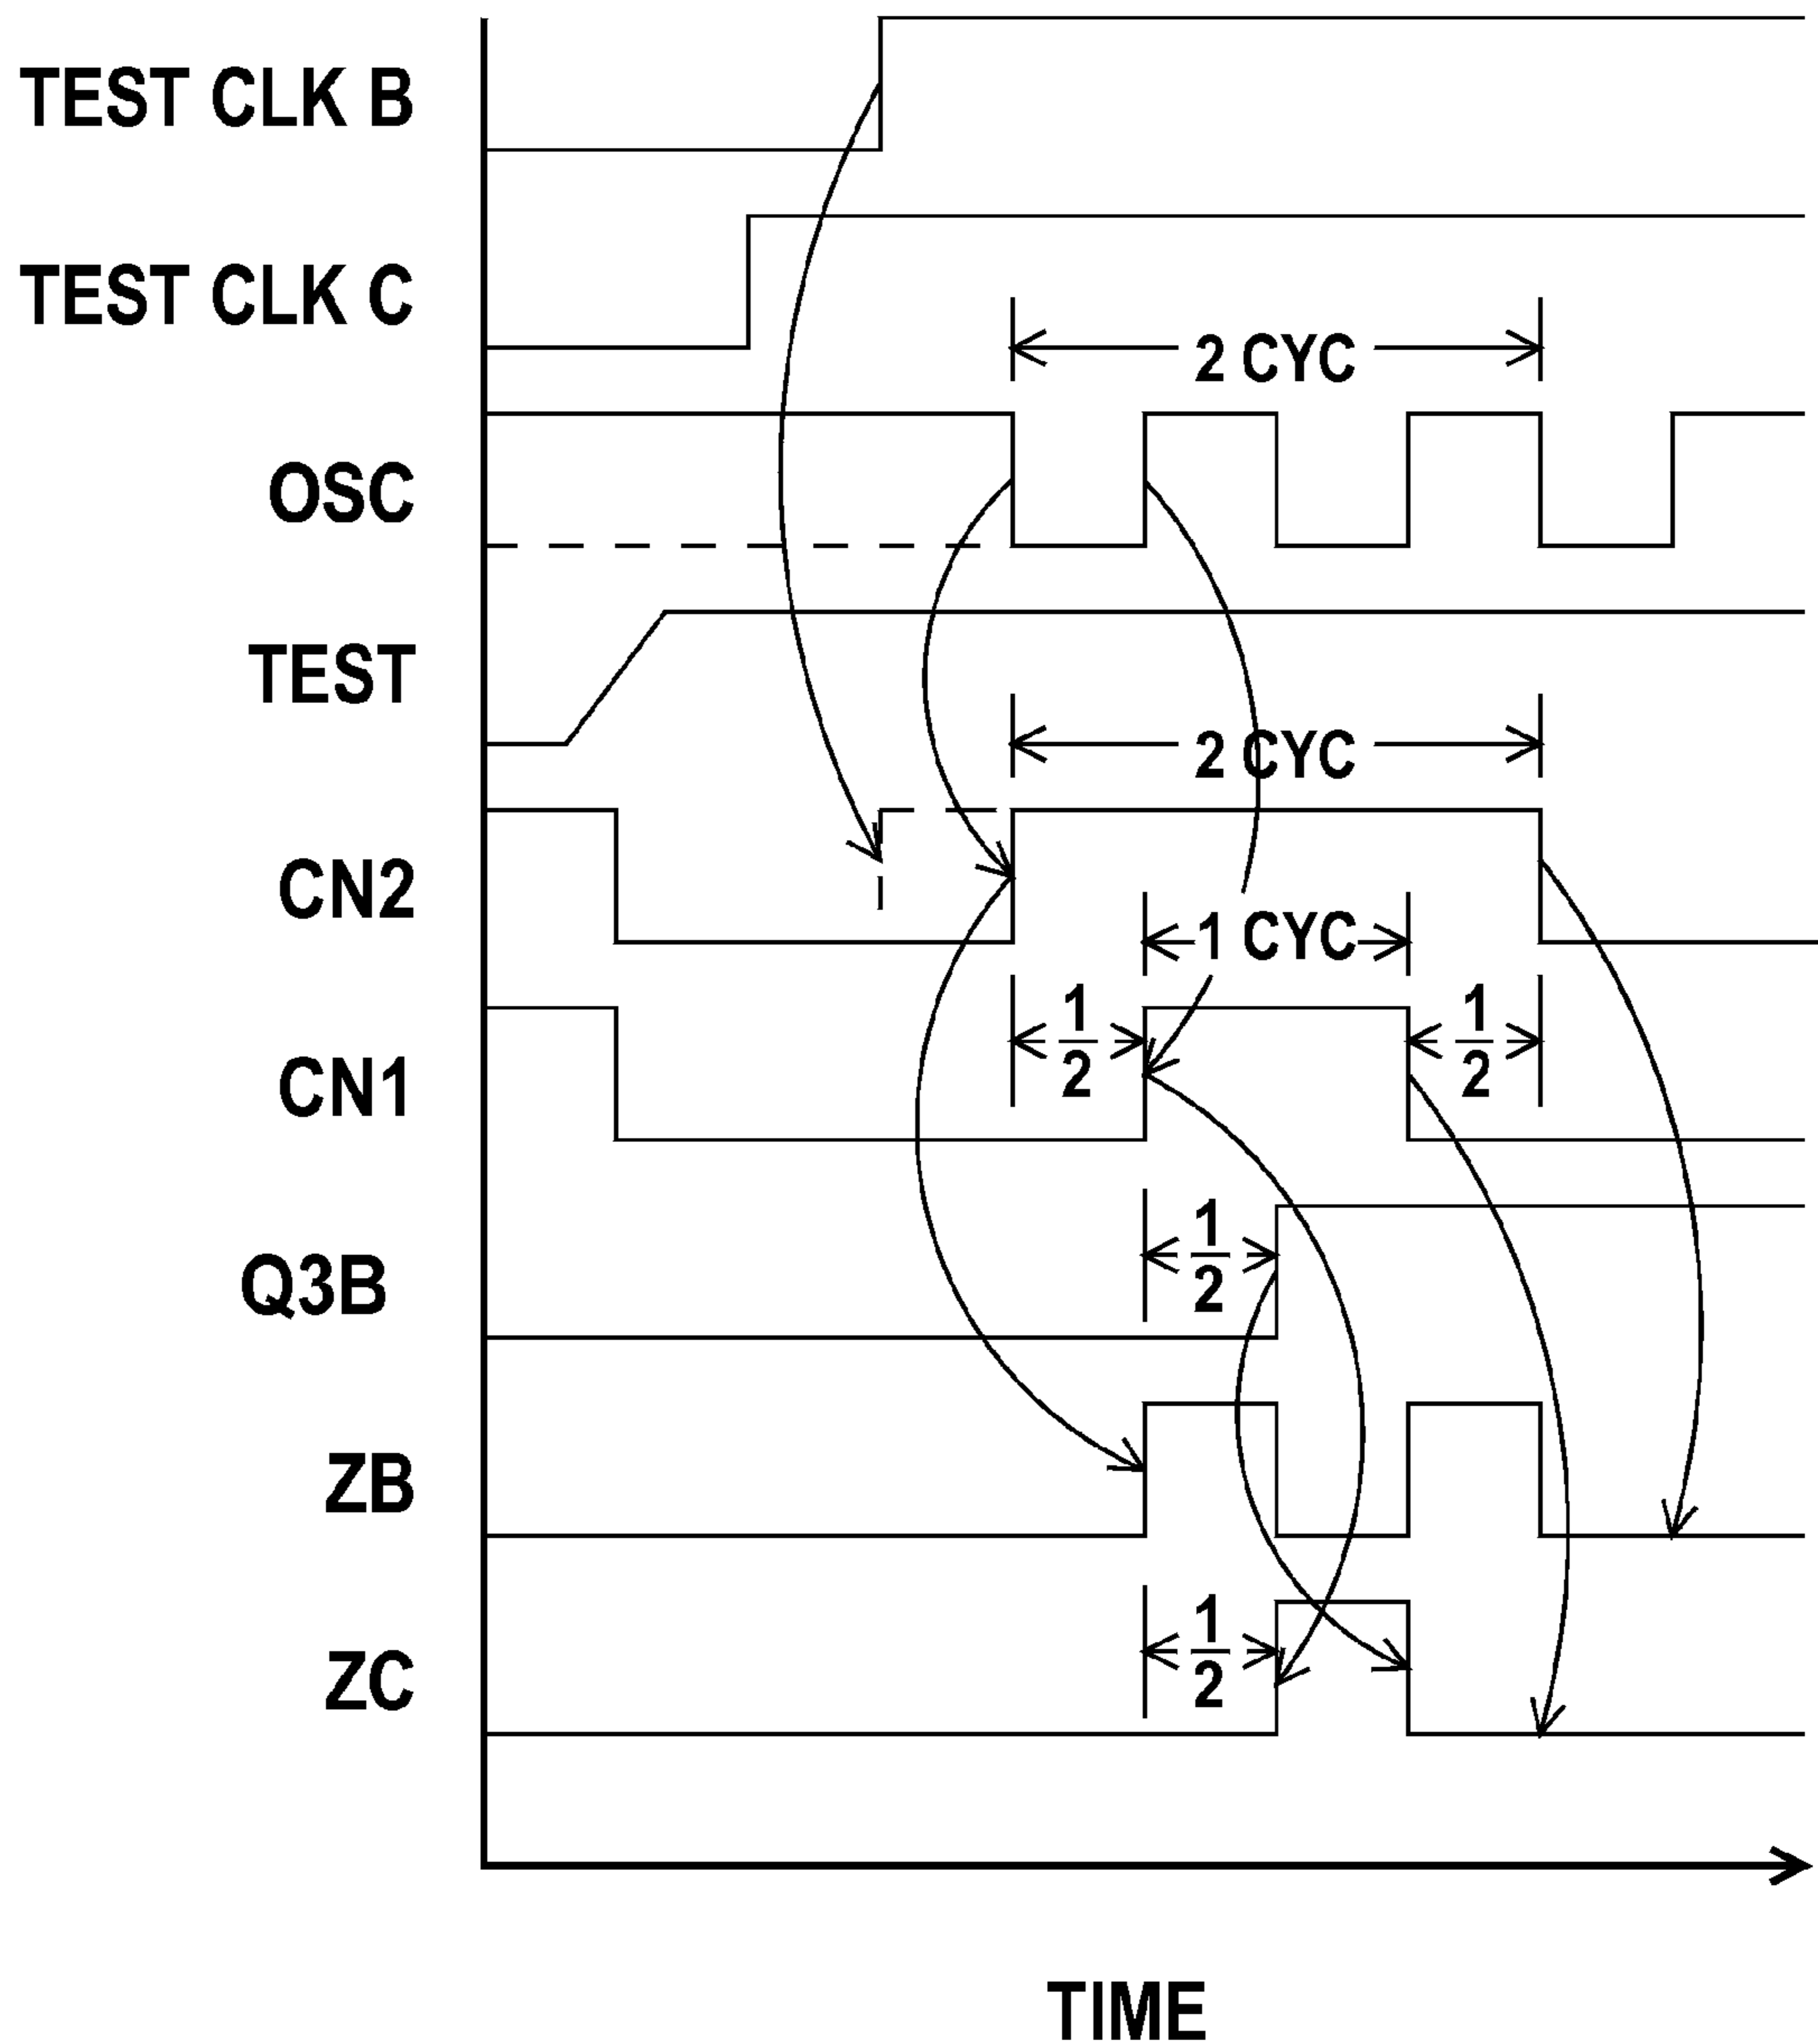 TEST CLK B
TEST CLK C
2 CYC
OSC
TEST
2 CYC
CN2
1 CYC
1/2
1/2
CN1
1/2
Q3B
ZB
1/2
ZC
TIME